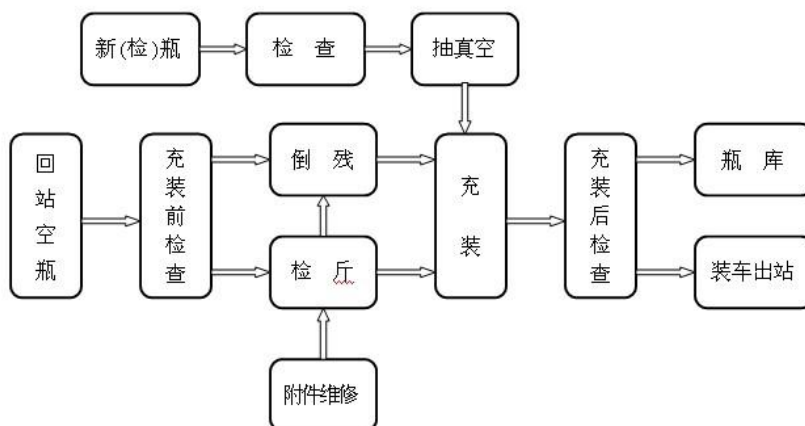 新(检)瓶
检 查
抽真空
回站空瓶
充装前检查
倒 残
检 斤
附件维修
充装
充装后检查
瓶 库
装车出站